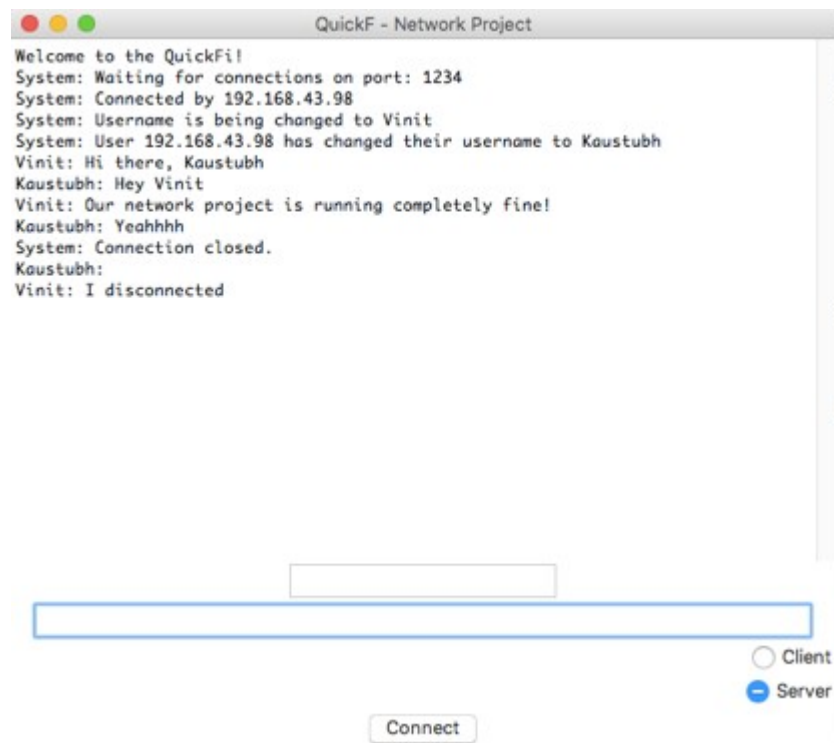 QuickF - Network Project
Welcome to the QuickFi!
System: Waiting for connections on port: 1234
System: Connected by 192.168.43.98
System: Username is being changed to Vinit
System: User 192.168.43.98 has changed their username to Kaustubh
Vinit: Hi there, Kaustubh
Kaustubh: Hey Vinit
Vinit: Our network project is running completely fine!
Kaustubh: Yeahhhh
System: Connection closed.
Kaustubh:
Vinit: I disconnected
Client
Server
Connect